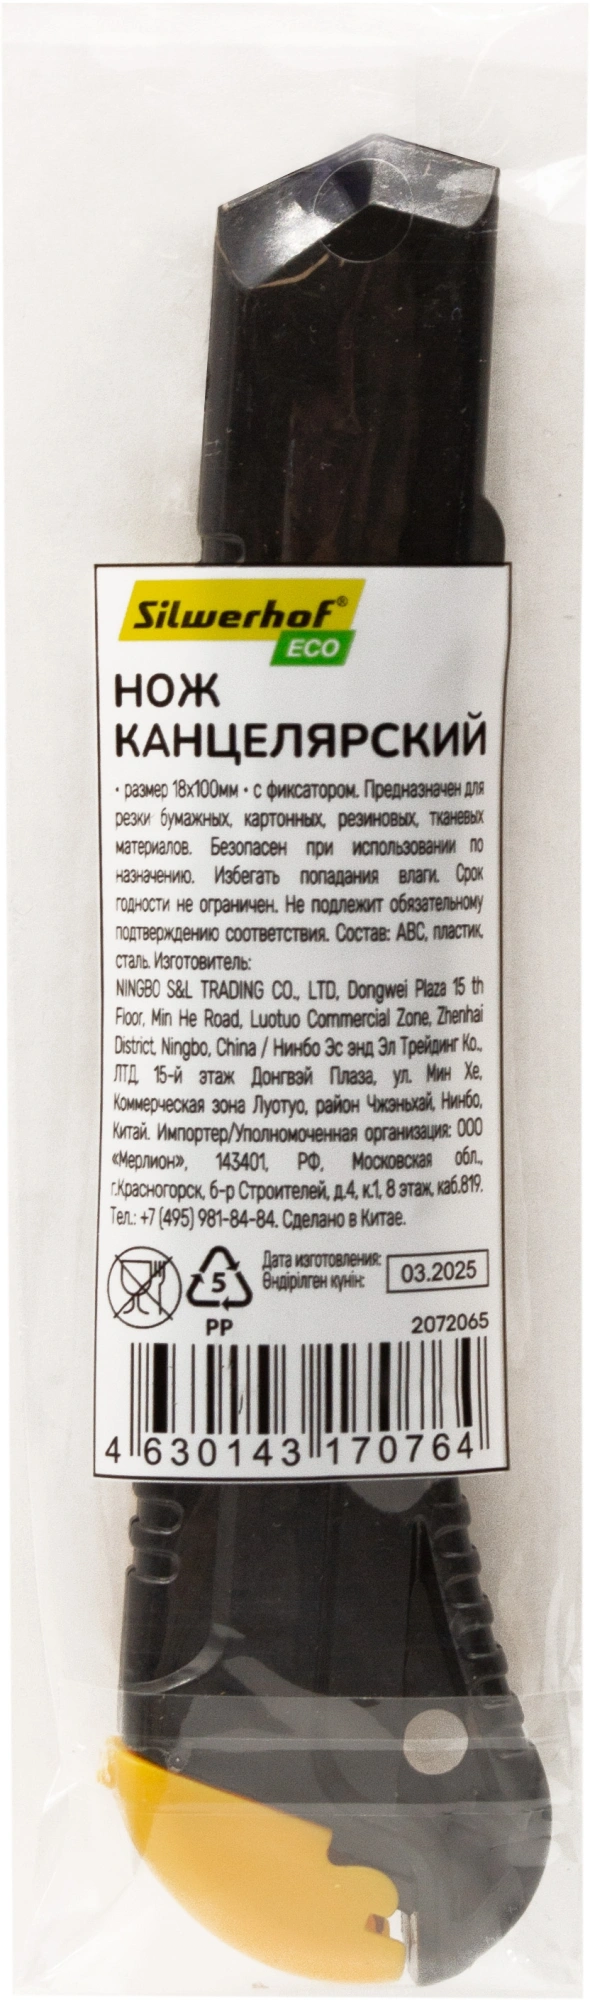 Silwerhof®
ECO
НОЖ
КАНЦЕЛЯРСКИЙ
• размер 18х100мм • с фиксатором. Предназначен для
резки бумажных, картонных, резиновых, тканевых
материалов. Безопасен при использовании по
назначению. Избегать попадания влаги. Срок
годности не ограничен. Не подлежит обязательному
подтверждению соответствия. Состав: АВС, пластик,
сталь. Изготовитель:
NINGBO S&L TRADING CO., LTD, Dongwei Plaza 15 th
Floor, Min He Road, Luotuo Commercial Zone, Zhenhai
District, Ningbo, China / Нинбо Эс энд Эл Трейдинг Ко.,
ЛТД, 15-й этаж Донгвэй Плаза, ул. Мин Хе,
Коммерческая зона Луотуо, район Чжэньхай, Нинбо,
Китай. Импортер/Уполномоченная организация: ООО
«Мерлион», 143401, РФ, Московская обл.,
г.Красногорск, б-р Строителей, д.4, к.1, 8 этаж, каб.819.
Тел.: +7 (495) 981-84-84. Сделано в Китае.
Дата изготовления:
Өндірілген күнін:
03.2025
5
PP
2072065
4 630143 170764